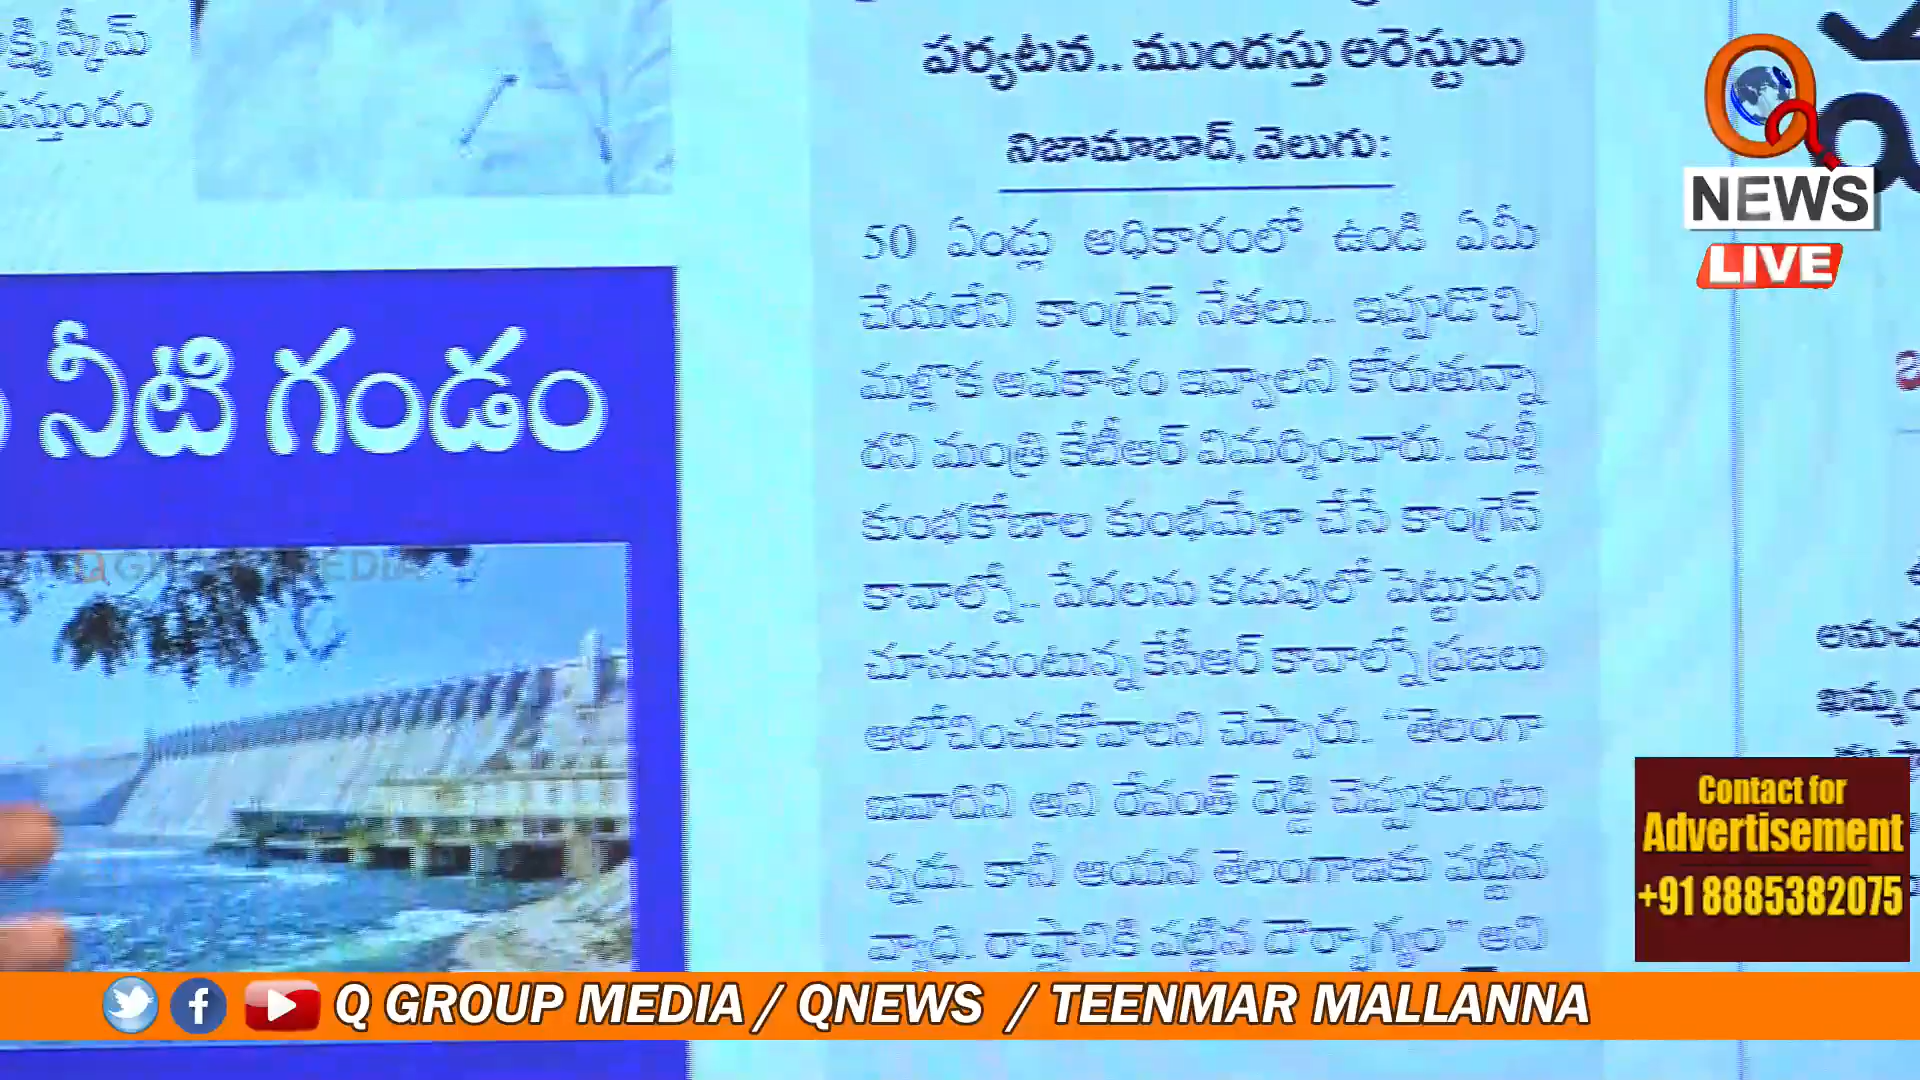 స్కీమ్
స్తుందం
నీటి గండం
పర్యటన.. ముందస్తు అరెస్టులు
నిజామాబాద్, వెలుగు:
50 ఏండ్లు అధికారంలో ఉండి ఏమీ
చేయలేని కాంగ్రెస్ నేతలు.. ఇప్పుడొచ్చి
మళ్లొక అవకాశం ఇవ్వాలని కోరుతున్నా
రని మంత్రి కేటీఆర్ విమర్శించారు. మళ్లీ
కుంభకోణాల కుంభమేళా చేసే కాంగ్రెస్
కావాల్నో.. పేదలను కడుపులో పెట్టుకుని
చూసుకుంటున్న కేసీఆర్ కావాల్నో ప్రజలు
ఆలోచించుకోవాలని చెప్పారు. “తెలంగా
ణవాదిని అని రేవంత్ రెడ్డి చెప్పుకుంటు
న్నడు. కానీ ఆయన తెలంగాణకు పట్టిన
వ్యాధి. రాష్ట్రానికి పట్టిన దౌర్భాగ్యం” అని
Q
NEWS
LIVE
Contact for
Advertisement
+91 8885382075
Q GROUP MEDIA / QNEWS / TEENMAR MALLANNA